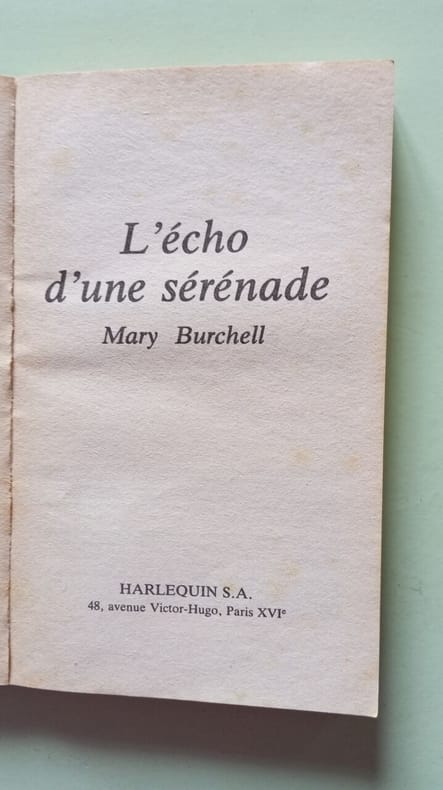 L'écho
d'une sérénade
Mary Burchell
HARLEQUIN S.A.
48, avenue Victor-Hugo, Paris XVIᵉ